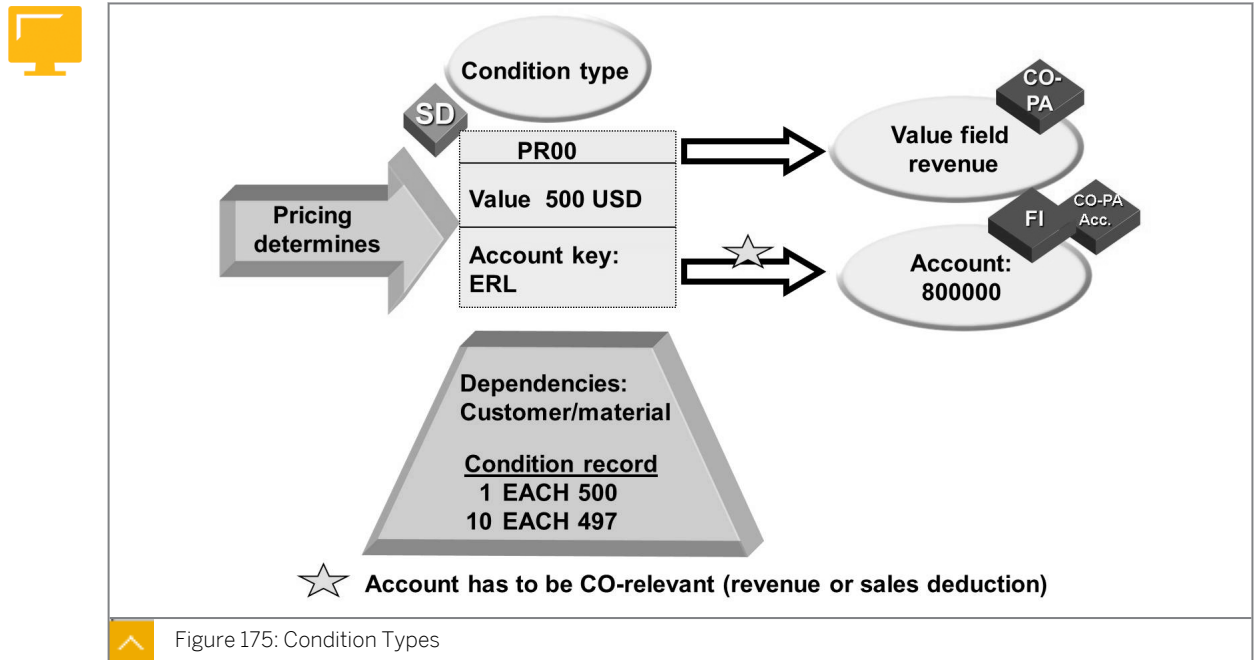 Condition type
SD
CO-
PA
PR00
Value field
revenue
Value 500 USD
Pricing
determines
FI
CO-PA
Acc.
Account key:
ERL
Account:
800000
Dependencies:
Customer/material
Condition record
1 EACH 500
10 EACH 497
Account has to be CO-relevant (revenue or sales deduction)
Figure 175: Condition Types